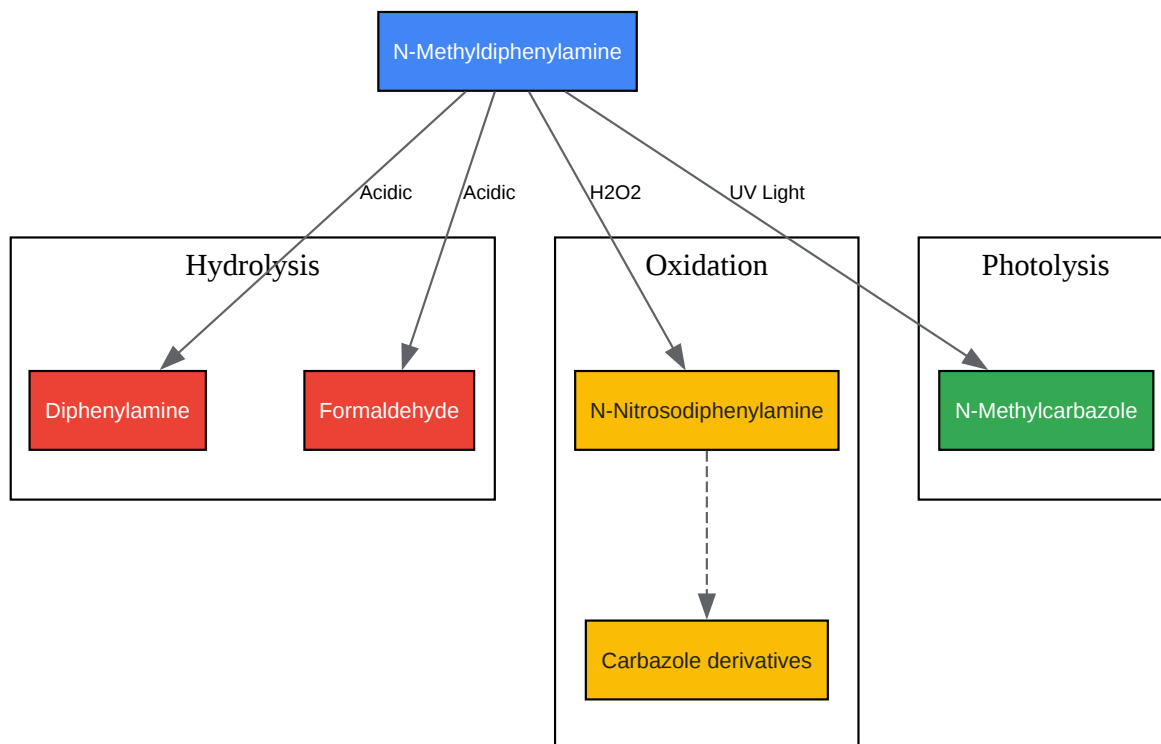 N-Methyldiphenylamine
Acidic
Acidic
H2O2
UV Light
Hydrolysis
Oxidation
Photolysis
Diphenylamine
Formaldehyde
N-Nitrosodiphenylamine
N-Methylcarbazole
Carbazole derivatives